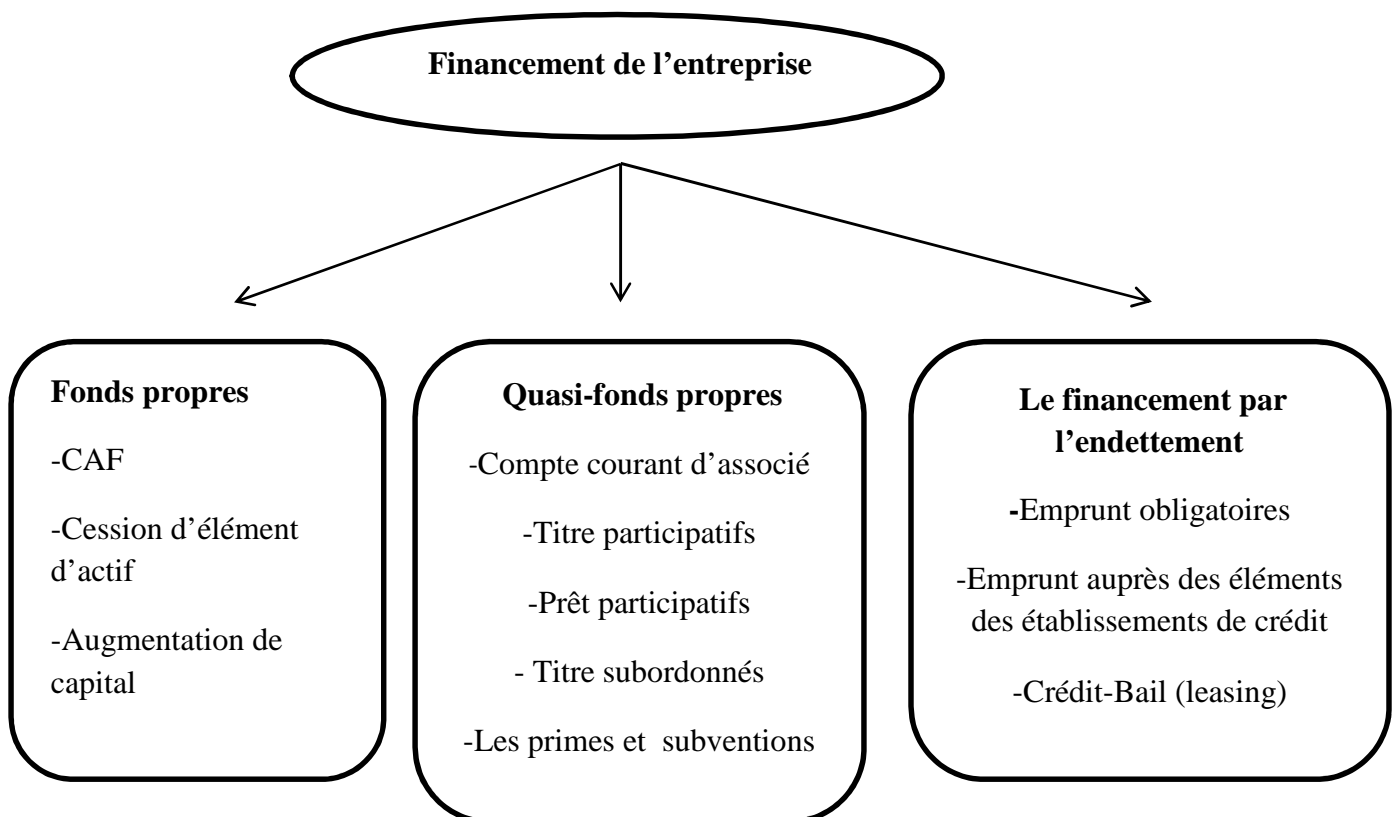 Financement de l’entreprise
Fonds propres
-CAF
-Cession d’élément
d’actif
-Augmentation de
capital
Quasi-fonds propres
-Compte courant d’associé
-Titre participatifs
-Prêt participatifs
- Titre subordonnés
-Les primes et  subventions
Le financement par
l’endettement
-Emprunt obligatoires
-Emprunt auprès des éléments
des établissements de crédit
-Crédit-Bail (leasing)